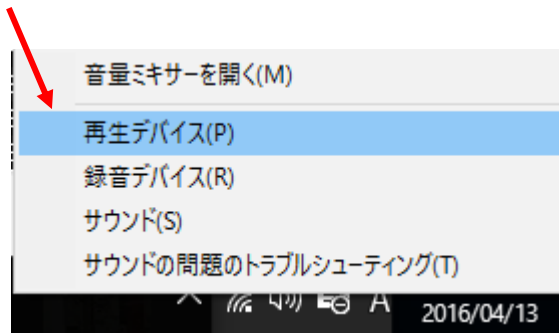 音量ミキサーを開く(M)
再生デバイス(P)
録音デバイス(R)
サウンド(S)
サウンドの問題のトラブルシューティング(T)
A
2016/04/13